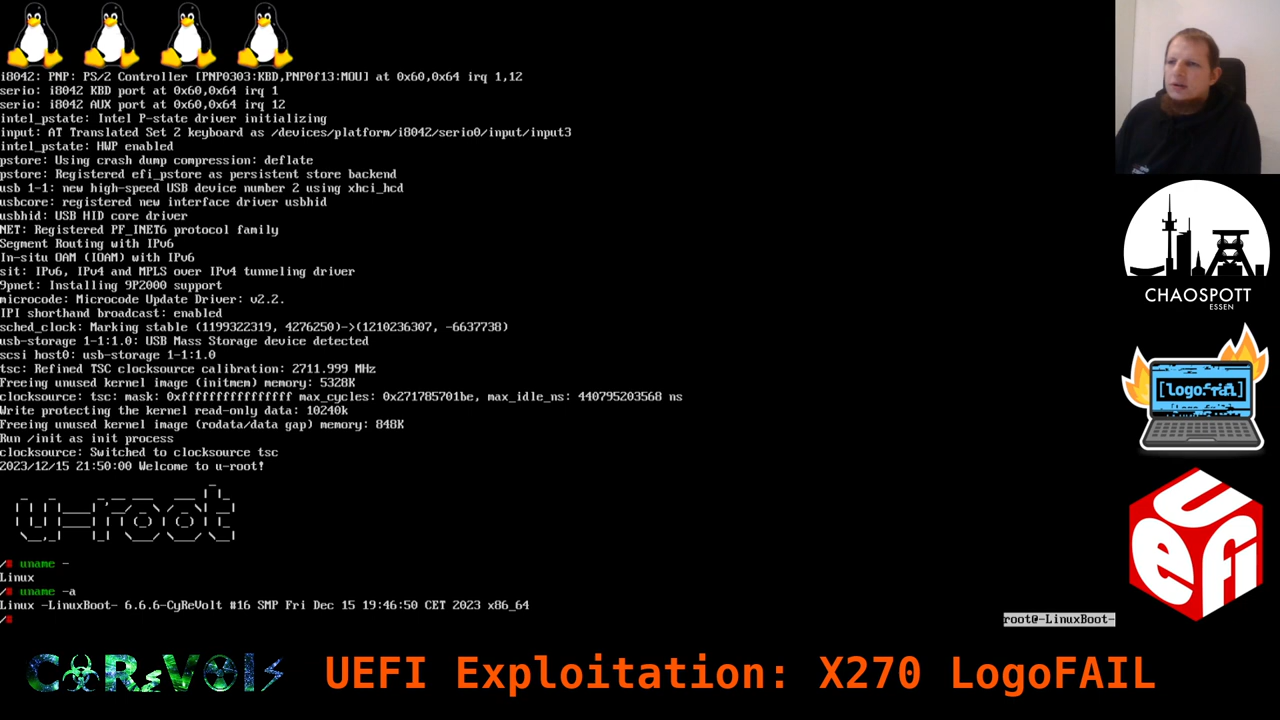 i8042: PNP: PS/2 Controller [PNP0303:KBD,PNP0f13:MOU] at 0x60,0x64 irq 1,12
serio: i8042 KBD port at 0x60,0x64 irq 1
serio: i8042 AUX port at 0x60,0x64 irq 12
intel_pstate: Intel P-state driver initializing
input: AT Translated Set 2 keyboard as /devices/platform/i8042/serio0/input/input3
intel_pstate: HWP enabled
pstore: Using crash dump compression: deflate
pstore: Registered efi_pstore as persistent store backend
usb 1-1: new high-speed USB device number 2 using xhci_hcd
usbcore: registered new interface driver usbhid
usbhid: USB HID core driver
NET: Registered PF_INET6 protocol family
Segment Routing with IPv6
In-situ OAM (IOAM) with IPv6
sit: IPv6, IPv4 and MPLS over IPv4 tunneling driver
9pnet: Installing 9P2000 support
microcode: Microcode Update Driver: v2.2.
IPI shorthand broadcast: enabled
sched_clock: Marking stable (1199322319, 4276250)->(1210236307, -6637738)
usb-storage 1-1:1.0: USB Mass Storage device detected
scsi host0: usb-storage 1-1:1.0
tsc: Refined TSC clocksource calibration: 2711.999 MHz
Freeing unused kernel image (initmem) memory: 5328K
clocksource: tsc: mask: 0xffffffffffffffff max_cycles: 0x271785701be, max_idle_ns: 440795203568 ns
Write protecting the kernel read-only data: 10240k
Freeing unused kernel image (rodata/data gap) memory: 848K
Run /init as init process
clocksource: Switched to clocksource tsc
2023/12/15 21:50:00 Welcome to u-root!
u-root
/# uname -
Linux
/# uname -a
Linux -LinuxBoot- 6.6.6-CyReVolt #16 SMP Fri Dec 15 19:46:50 CET 2023 x86_64
/#
root@-LinuxBoot-
CHAOSPOTT
ESSEN
[logofail]
UEFI
CyReVolt
UEFI Exploitation: X270 LogoFAIL